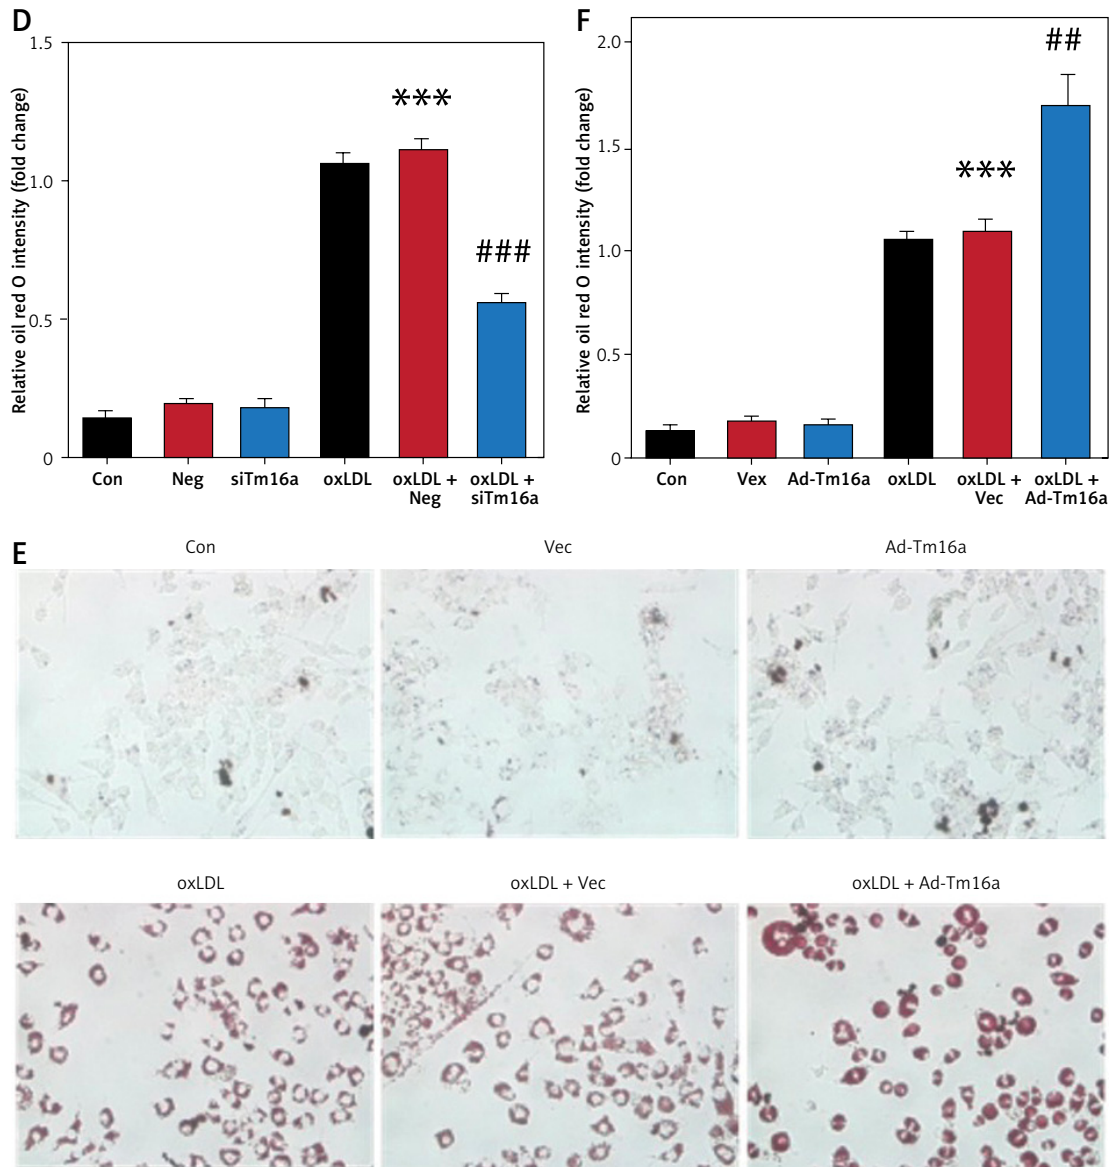 D
Relative oil red O intensity (fold change)
1.5
1.0
0.5
0
***
###
Con
Neg
siTm16a
oxLDL
oxLDL +
Neg
oxLDL +
siTm16a
F
Relative oil red O intensity (fold change)
2.0
1.5
1.0
0.5
0
***
##
Con
Vex
Ad-Tm16a
oxLDL
oxLDL +
Vec
oxLDL +
Ad-Tm16a
E
Con
Vec
Ad-Tm16a
oxLDL
oxLDL + Vec
oxLDL + Ad-Tm16a